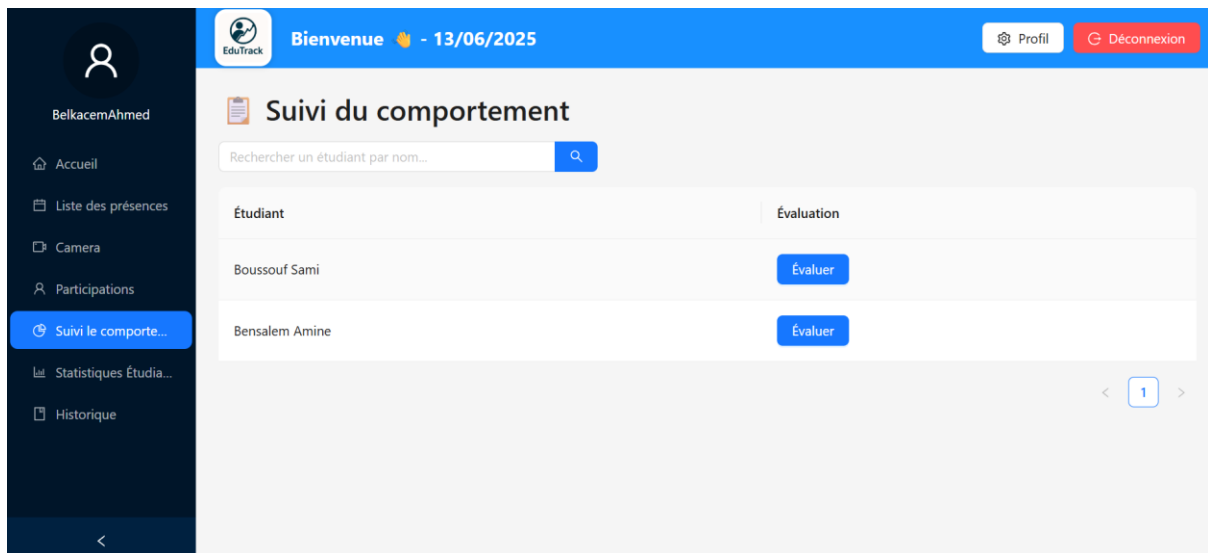 BelkacemAhmed
Accueil
Liste des présences
Camera
Participations
Suivi le comporte...
Statistiques Étudia...
Historique
EduTrack
Bienvenue 👋 - 13/06/2025
Profil
Déconnexion
📋 Suivi du comportement
Rechercher un étudiant par nom...
Étudiant Évaluation
Boussouf Sami Évaluer
Bensalem Amine Évaluer
< 1 >
<